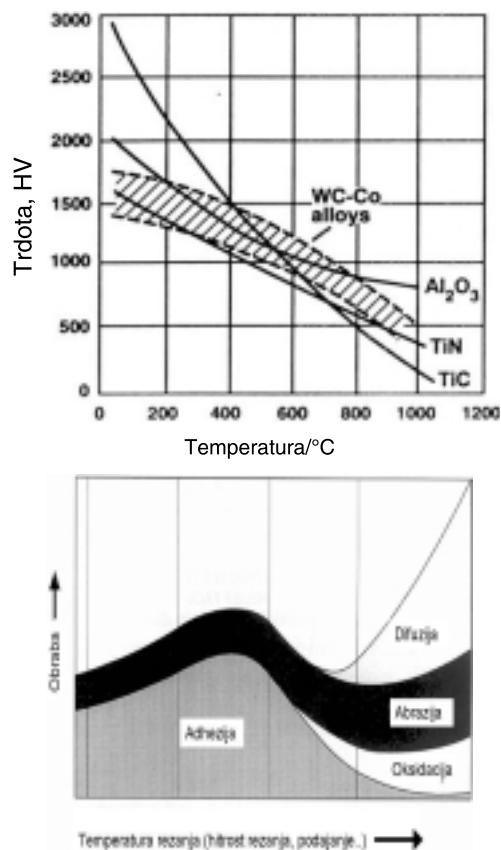 3000
2500
2000
1500
1000
500
0
Trdota, HV
WC-Co
alloys
Al₂O₃
TiN
TiC
0 200 400 600 800 1000 1200
Temperatura/°C
Obraba
Difuzija
Abrazija
Adhezija
Oksidacija
Temperatura rezanja (hitrost rezanja, podajanje..)